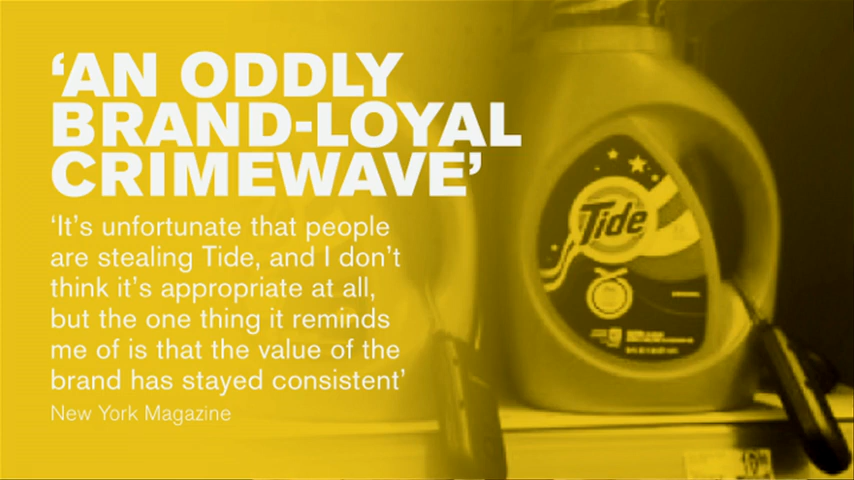 ‘AN ODDLY
BRAND-LOYAL
CRIMEWAVE’
‘It’s unfortunate that people
are stealing Tide, and I don’t
think it’s appropriate at all,
but the one thing it reminds
me of is that the value of the
brand has stayed consistent’
New York Magazine
Tide